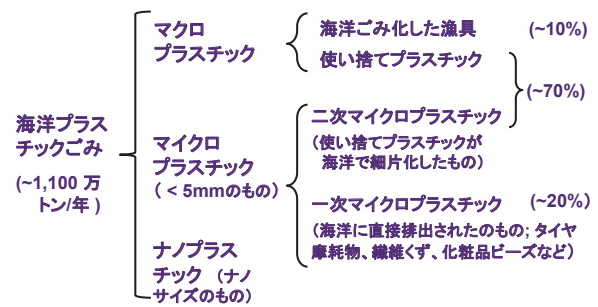 海洋プラス
チックごみ
(~1,100 万
トン/年 )
マクロ
プラスチック
海洋ごみ化した漁具 (~10%)
使い捨てプラスチック
(~70%)
マイクロ
プラスチック
( < 5mmのもの)
二次マイクロプラスチック
(使い捨てプラスチックが
海洋で細片化したもの)
一次マイクロプラスチック (~20%)
(海洋に直接排出されたのもの; タイヤ
摩耗物、繊維くず、化粧品ビーズなど)
ナノプラス
チック (ナノ
サイズのもの)